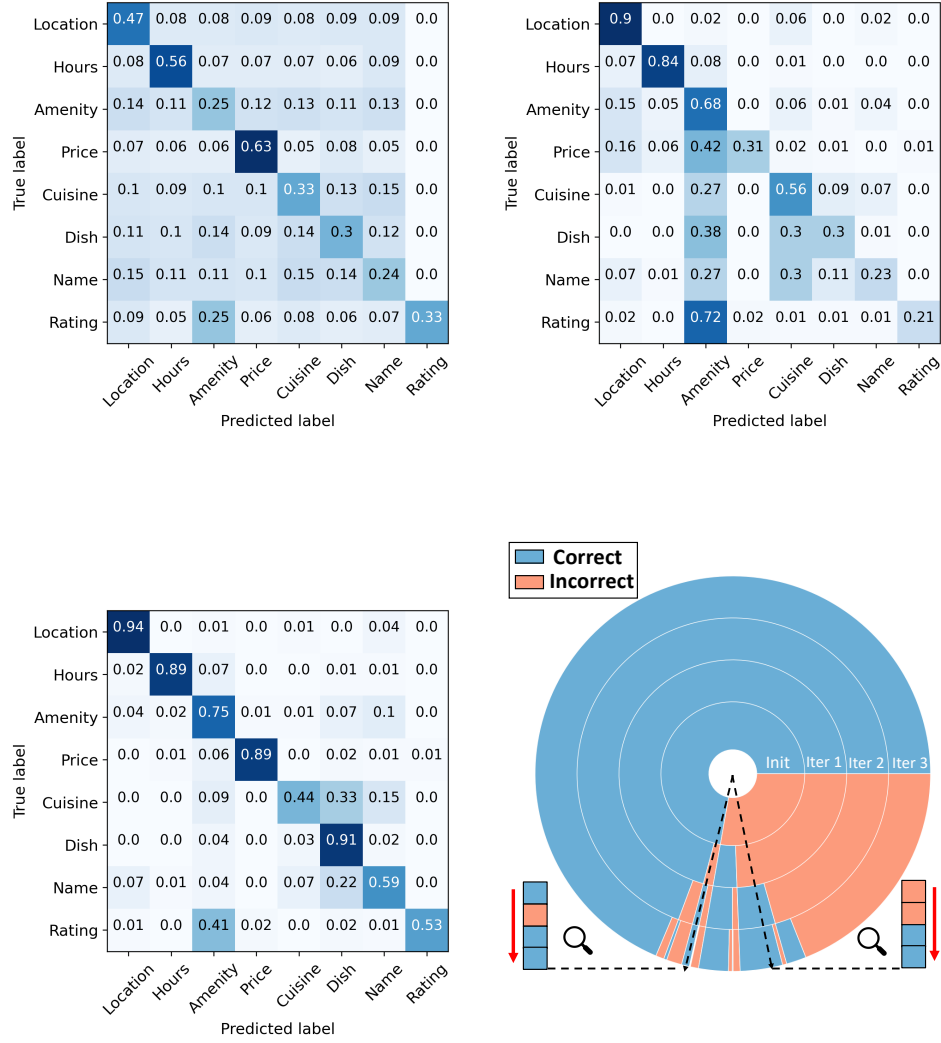 Location 0.47 0.08 0.08 0.09 0.08 0.09 0.09 0.0
Hours 0.08 0.56 0.07 0.07 0.07 0.06 0.09 0.0
Amenity 0.14 0.11 0.25 0.12 0.13 0.11 0.13 0.0
Price 0.07 0.06 0.06 0.63 0.05 0.08 0.05 0.0
Cuisine 0.1 0.09 0.1 0.1 0.33 0.13 0.15 0.0
Dish 0.11 0.1 0.14 0.09 0.14 0.3 0.12 0.0
Name 0.15 0.11 0.11 0.1 0.15 0.14 0.24 0.0
Rating 0.09 0.05 0.25 0.06 0.08 0.06 0.07 0.33
True label
Location Hours Amenity Price Cuisine Dish Name Rating
Predicted label
Location 0.9 0.0 0.02 0.0 0.06 0.0 0.02 0.0
Hours 0.07 0.84 0.08 0.0 0.01 0.0 0.0 0.0
Amenity 0.15 0.05 0.68 0.0 0.06 0.01 0.04 0.0
Price 0.16 0.06 0.42 0.31 0.02 0.01 0.0 0.01
Cuisine 0.01 0.0 0.27 0.0 0.56 0.09 0.07 0.0
Dish 0.0 0.0 0.38 0.0 0.3 0.3 0.01 0.0
Name 0.07 0.01 0.27 0.0 0.3 0.11 0.23 0.0
Rating 0.02 0.0 0.72 0.02 0.01 0.01 0.01 0.21
True label
Location Hours Amenity Price Cuisine Dish Name Rating
Predicted label
Location 0.94 0.0 0.01 0.0 0.01 0.0 0.04 0.0
Hours 0.02 0.89 0.07 0.0 0.0 0.01 0.01 0.0
Amenity 0.04 0.02 0.75 0.01 0.01 0.07 0.1 0.0
Price 0.0 0.01 0.06 0.89 0.0 0.02 0.01 0.01
Cuisine 0.0 0.0 0.09 0.0 0.44 0.33 0.15 0.0
Dish 0.0 0.0 0.04 0.0 0.03 0.91 0.02 0.0
Name 0.07 0.01 0.04 0.0 0.07 0.22 0.59 0.0
Rating 0.01 0.0 0.41 0.02 0.0 0.02 0.01 0.53
True label
Location Hours Amenity Price Cuisine Dish Name Rating
Predicted label
Correct
Incorrect
Init Iter 1 Iter 2 Iter 3